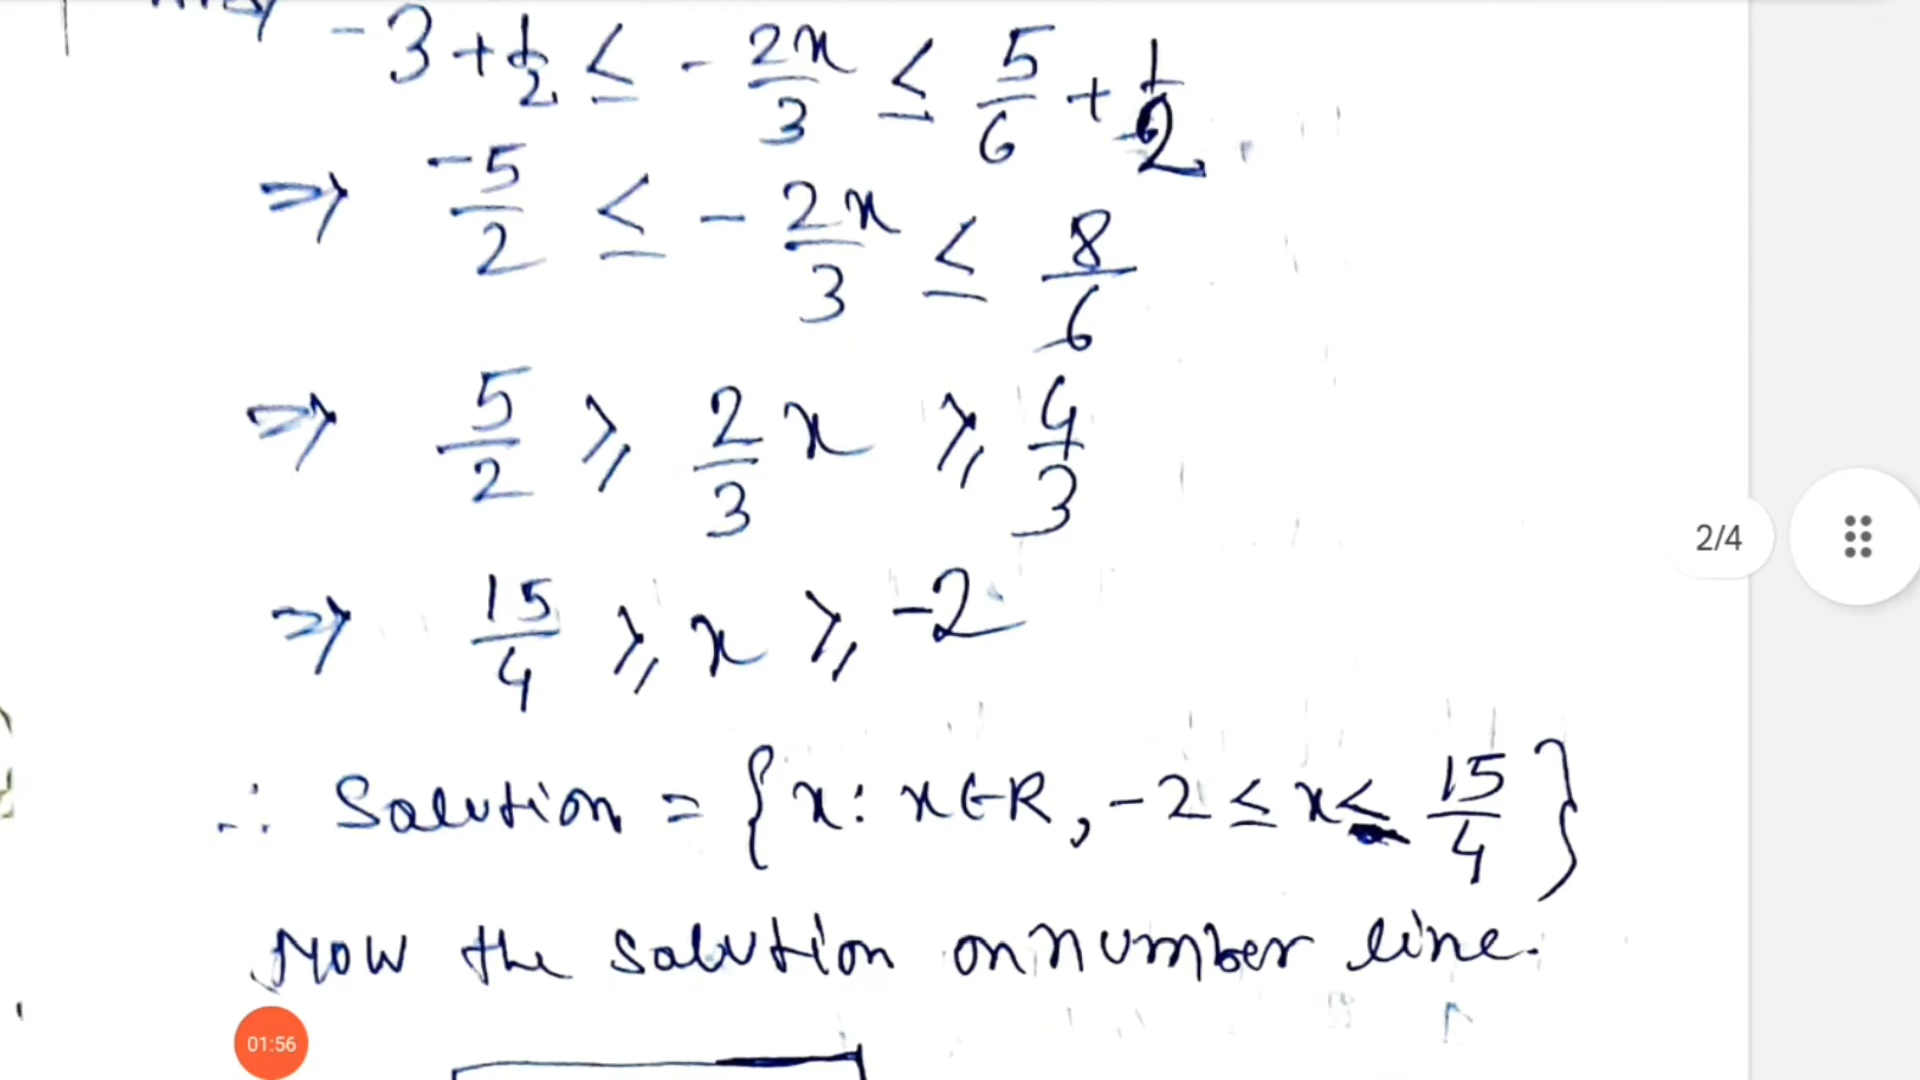 -3 + 1/2 ≤ - 2x/3 ≤ 5/6 + 1/2
⇒ -5/2 ≤ - 2x/3 ≤ 8/6
⇒ 5/2 ≥ 2/3 x ≥ 4/3
⇒ 15/4 ≥ x ≥ -2
∴ Solution = {x : x ∈ R, -2 ≤ x ≤ 15/4}
Now the solution on number line.
2/4
01:56